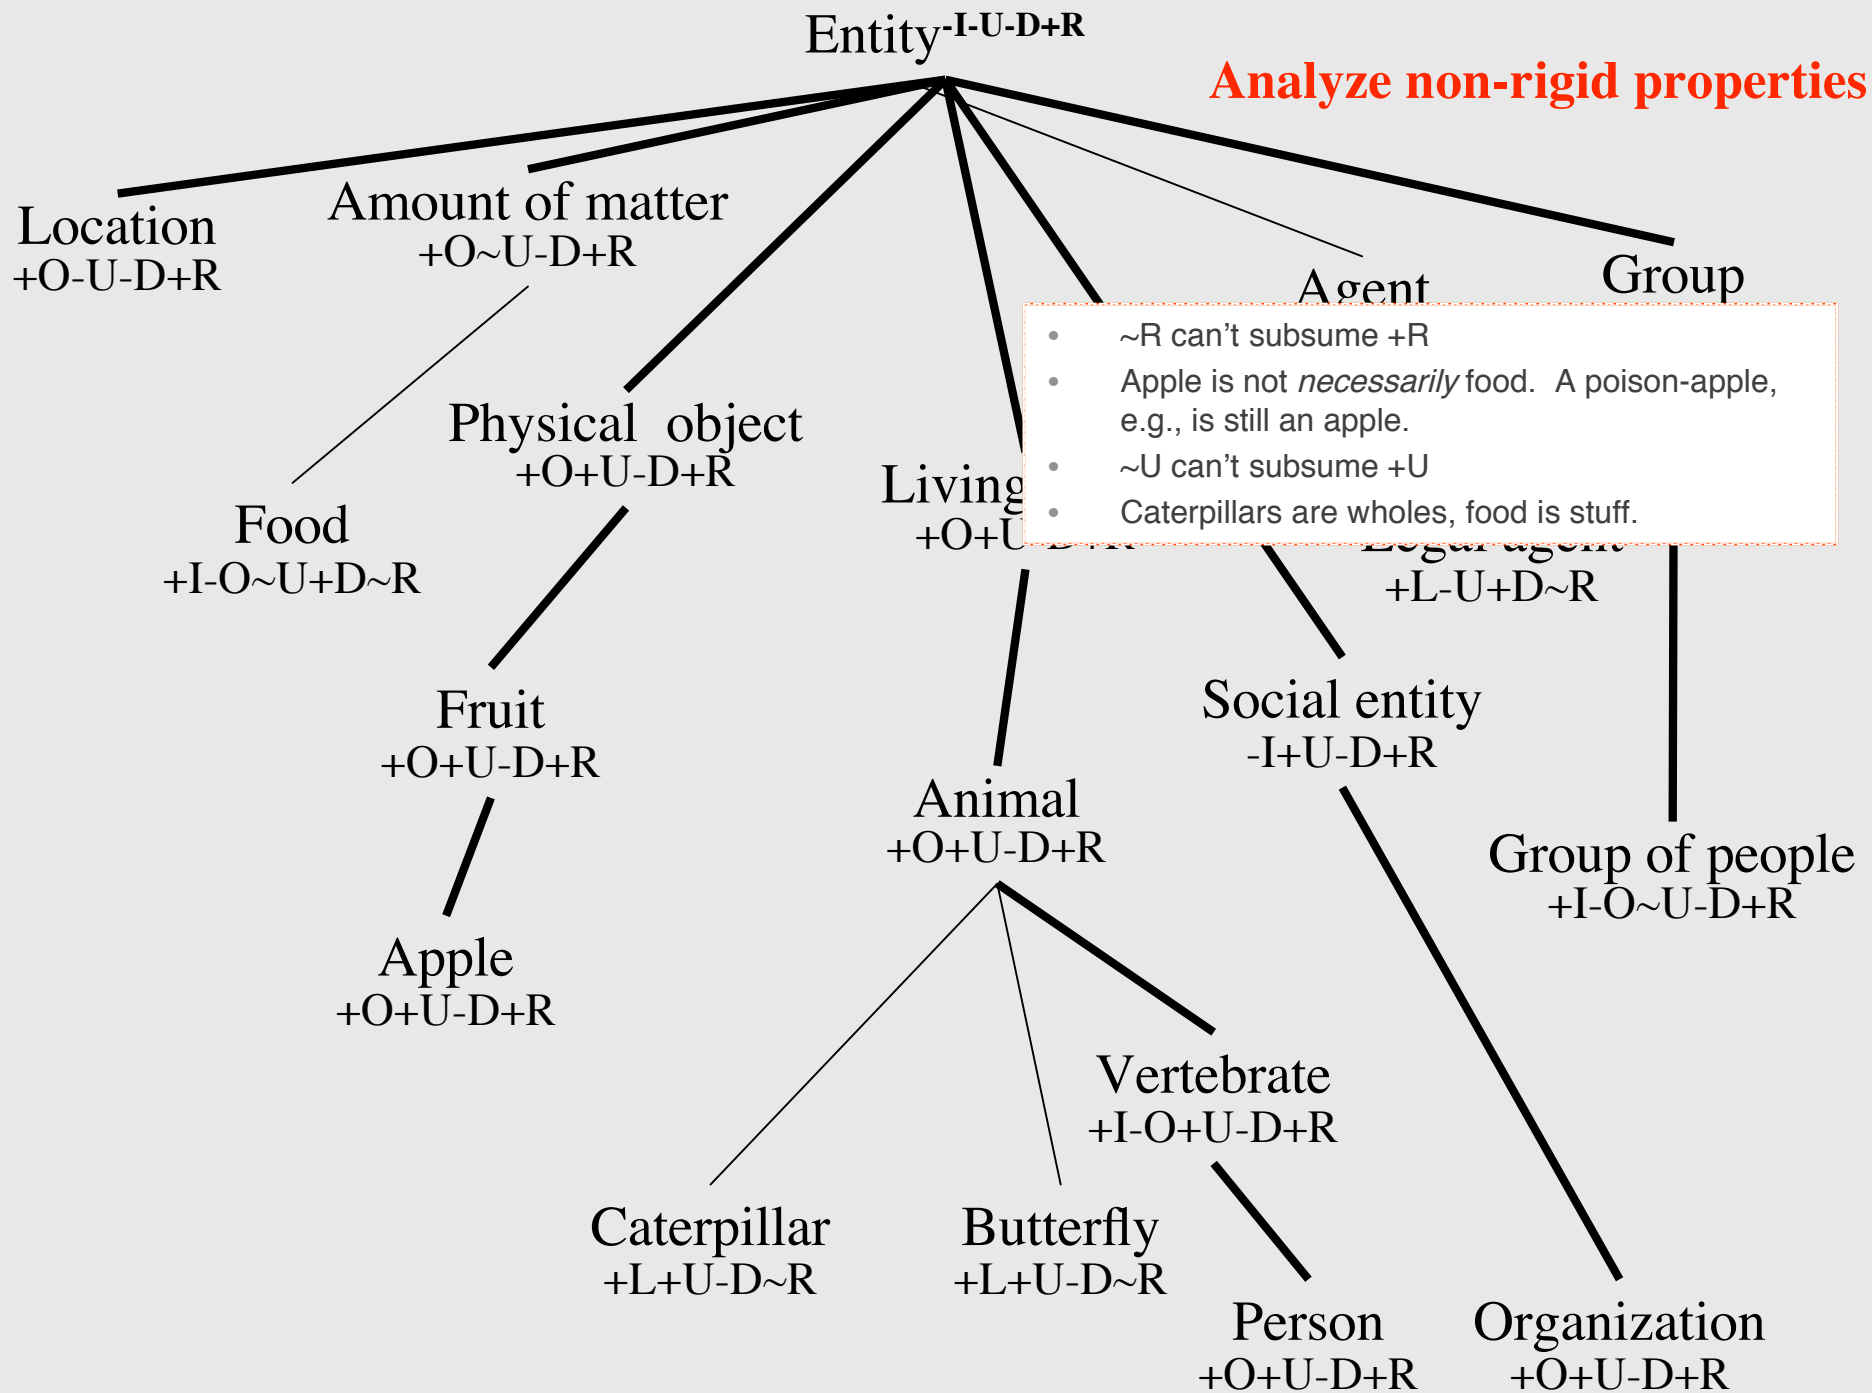 Entity-I-U-D+R
Analyze non-rigid properties
Location
+O-U-D+R
Amount of matter
+O~U-D+R
Agent
Group
• ~R can’t subsume +R
• Apple is not necessarily food. A poison-apple,
e.g., is still an apple.
• ~U can’t subsume +U
• Caterpillars are wholes, food is stuff.
Physical object
+O+U-D+R
Living
Food
+I-O~U+D~R
Legal agent
+L-U+D~R
Fruit
+O+U-D+R
Social entity
-I+U-D+R
Animal
+O+U-D+R
Group of people
+I-O~U-D+R
Apple
+O+U-D+R
Vertebrate
+I-O+U-D+R
Caterpillar
+L+U-D~R
Butterfly
+L+U-D~R
Person
+O+U-D+R
Organization
+O+U-D+R